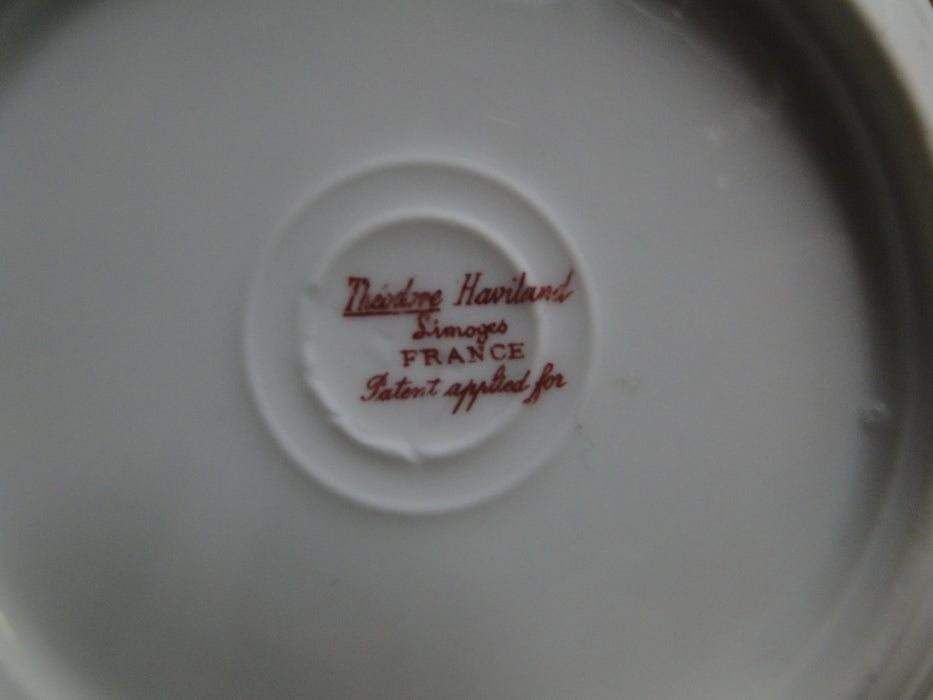 Théodore Haviland
Limoges
FRANCE
Patent applied for